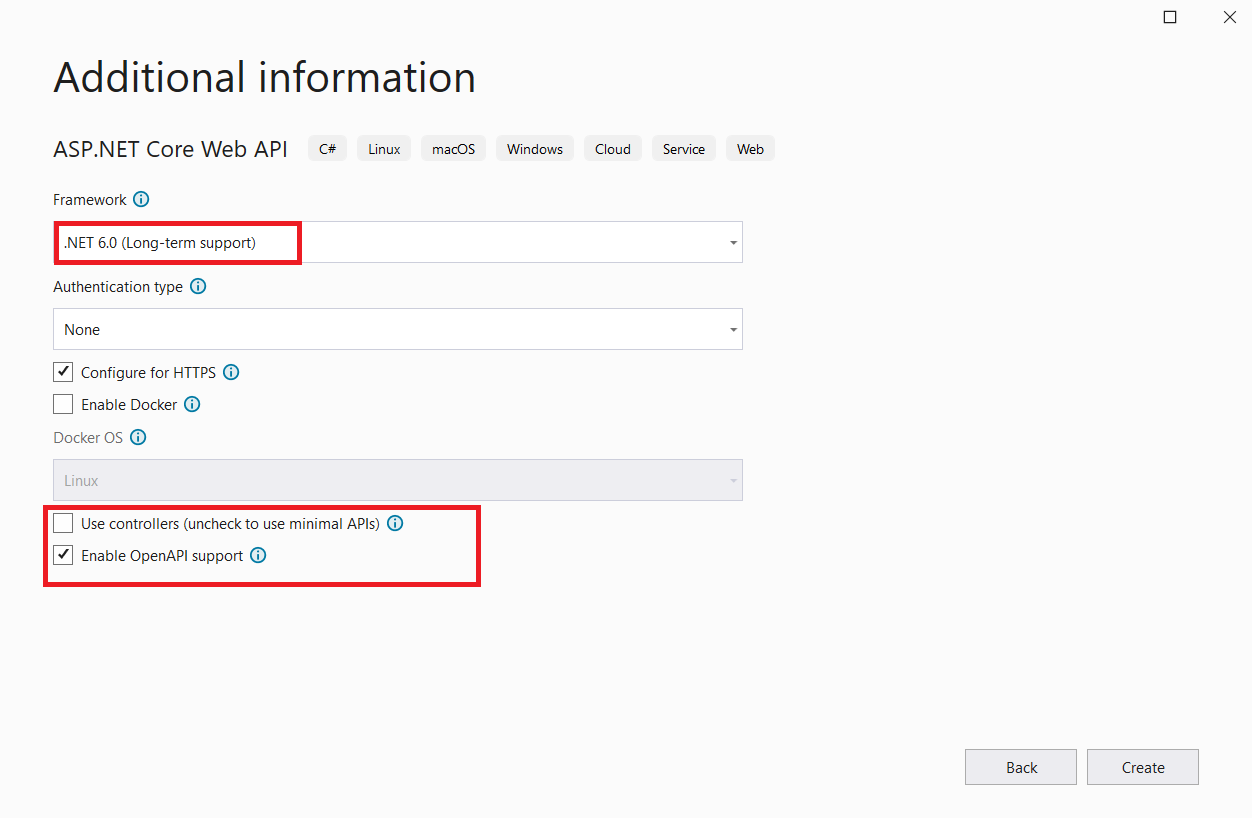 Additional information
ASP.NET Core Web API C# Linux macOS Windows Cloud Service Web
Framework
.NET 6.0 (Long-term support)
Authentication type
None
Configure for HTTPS
Enable Docker
Docker OS
Linux
Use controllers (uncheck to use minimal APIs)
Enable OpenAPI support
Back Create